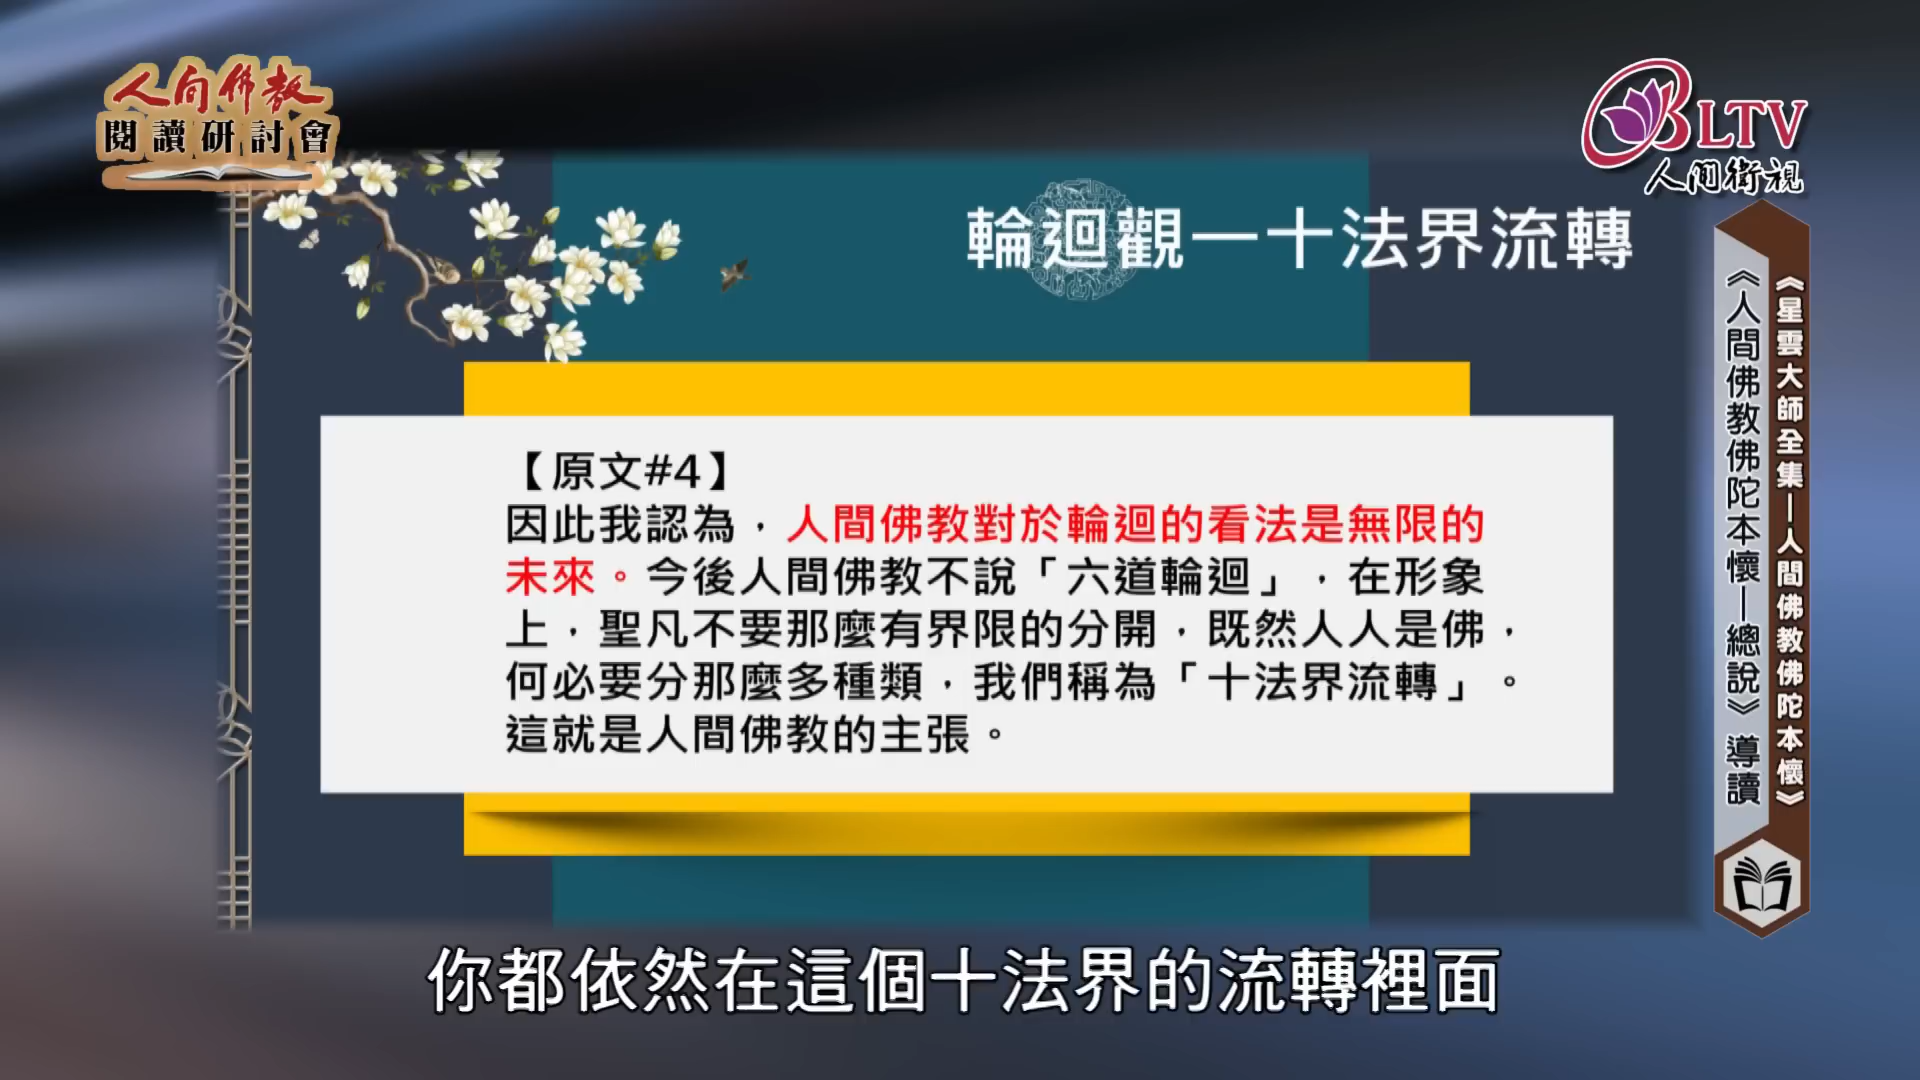 人间佛教
閱讀研討會
BLTV
人間衛視
輪迴觀—十法界流轉
【原文#4】
因此我認為，人間佛教對於輪迴的看法是無限的
未來。今後人間佛教不說「六道輪迴」，在形象
上，聖凡不要那麼有界限的分開，既然人人是佛，
何必要分那麼多種類，我們稱為「十法界流轉」。
這就是人間佛教的主張。
《星雲大師全集—人間佛教佛陀本懷》
《人間佛教佛陀本懷—總說》導讀
你都依然在這個十法界的流轉裡面